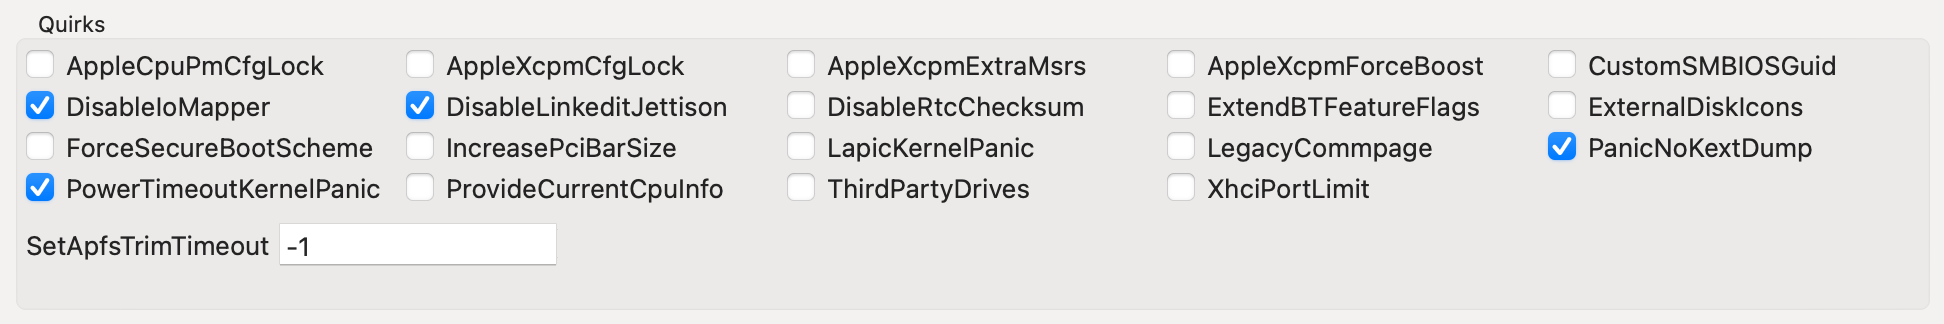 Quirks
AppleCpuPmCfgLock AppleXcpmCfgLock AppleXcpmExtraMsrs AppleXcpmForceBoost CustomSMBIOSGuid
DisableIoMapper DisableLinkeditJettison DisableRtcChecksum ExtendBTFeatureFlags ExternalDiskIcons
ForceSecureBootScheme IncreasePciBarSize LapicKernelPanic LegacyCommpage PanicNoKextDump
PowerTimeoutKernelPanic ProvideCurrentCpuInfo ThirdPartyDrives XhciPortLimit
SetApfsTrimTimeout -1